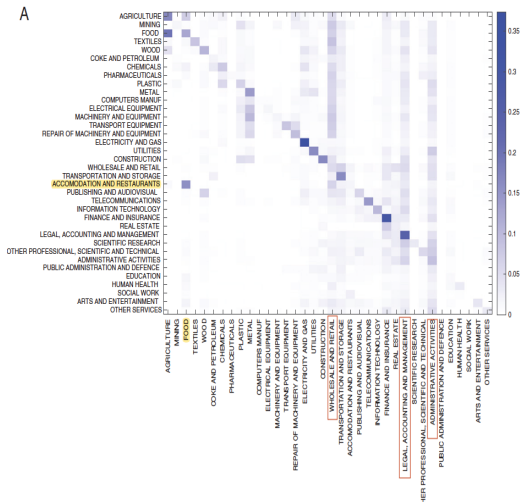 A
AGRICULTURE
MINING
FOOD
TEXTILES
WOOD
COKE AND PETROLEUM
CHEMICALS
PHARMACEUTICALS
PLASTIC
METAL
COMPUTERS MANUF
ELECTRICAL EQUIPMENT
MACHINERY AND EQUIPMENT
TRANSPORT EQUIPMENT
REPAIR OF MACHINERY AND EQUIPMENT
ELECTRICITY AND GAS
UTILITIES
CONSTRUCTION
WHOLESALE AND RETAIL
TRANSPORTATION AND STORAGE
ACCOMODATION AND RESTAURANTS
PUBLISHING AND AUDIOVISUAL
TELECOMMUNICATIONS
INFORMATION TECHNOLOGY
FINANCE AND INSURANCE
REAL ESTATE
LEGAL, ACCOUNTING AND MANAGEMENT
SCIENTIFIC RESEARCH
OTHER PROFESSIONAL, SCIENTIFIC AND TECHNICAL
ADMINISTRATIVE ACTIVITIES
PUBLIC ADMINISTRATION AND DEFENCE
EDUCATION
HUMAN HEALTH
SOCIAL WORK
ARTS AND ENTERTAINMENT
OTHER SERVICES
AGRICULTURE
MINING
FOOD
TEXTILES
WOOD
COKE AND PETROLEUM
CHEMICALS
PHARMACEUTICALS
PLASTIC
METAL
COMPUTERS MANUF
ELECTRICAL EQUIPMENT
MACHINERY AND EQUIPMENT
TRANSPORT EQUIPMENT
REPAIR OF MACHINERY AND EQUIPMENT
ELECTRICITY AND GAS
UTILITIES
CONSTRUCTION
WHOLESALE AND RETAIL
TRANSPORTATION AND STORAGE
ACCOMODATION AND RESTAURANTS
PUBLISHING AND AUDIOVISUAL
TELECOMMUNICATIONS
INFORMATION TECHNOLOGY
FINANCE AND INSURANCE
REAL ESTATE
LEGAL, ACCOUNTING AND MANAGEMENT
SCIENTIFIC RESEARCH
HER PROFESSIONAL, SCIENTIFIC AND TECHNICAL
ADMINISTRATIVE ACTIVITIES
PUBLIC ADMINISTRATION AND DEFENCE
EDUCATION
HUMAN HEALTH
SOCIAL WORK
ARTS AND ENTERTAINMENT
OTHER SERVICES
0.35
0.3
0.25
0.2
0.15
0.1
0.05
0